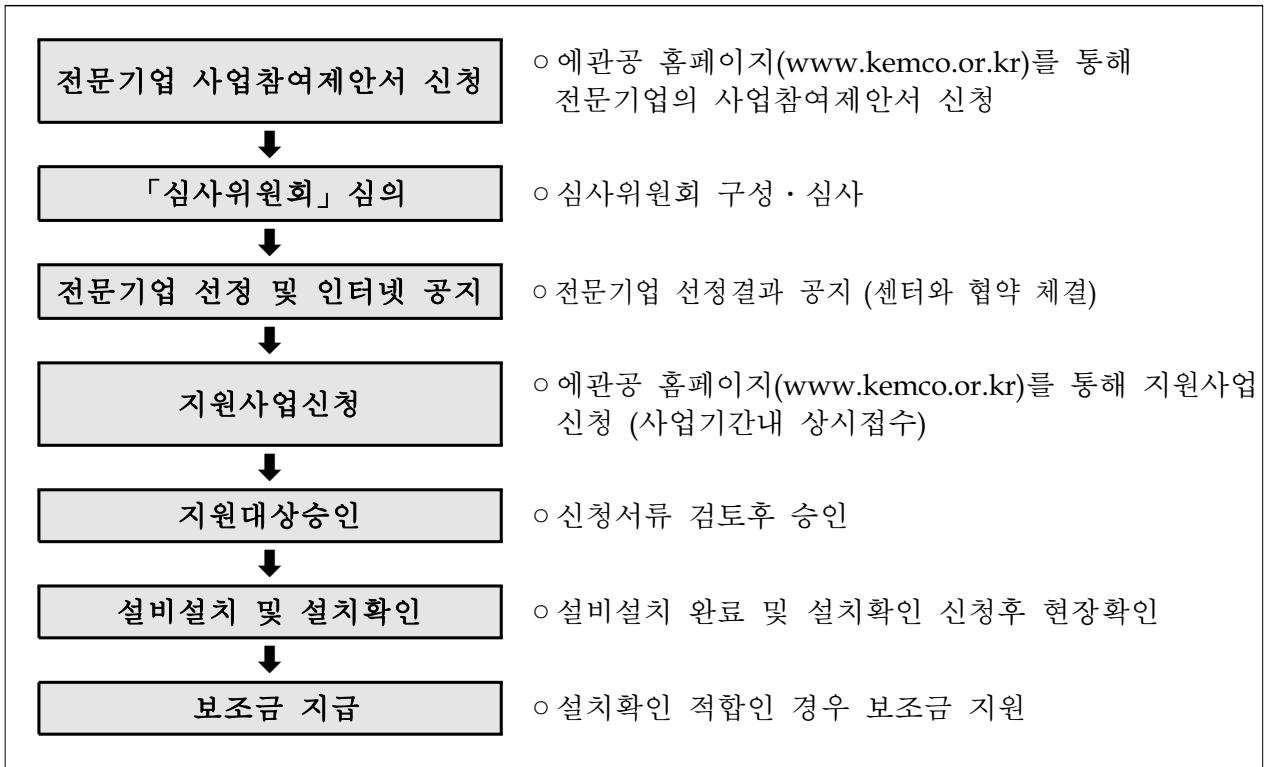 전문기업 사업참여제안서 신청
○에관공 홈페이지(www.kemco.or.kr)를 통해
전문기업의 사업참여제안서 신청
「심사위원회」심의
○심사위원회 구성·심사
전문기업 선정 및 인터넷 공지
○전문기업 선정결과 공지 (센터와 협약 체결)
지원사업신청
○에관공 홈페이지(www.kemco.or.kr)를 통해 지원사업
신청 (사업기간내 상시접수)
지원대상승인
○신청서류 검토후 승인
설비설치 및 설치확인
○설비설치 완료 및 설치확인 신청후 현장확인
보조금 지급
○설치확인 적합인 경우 보조금 지원